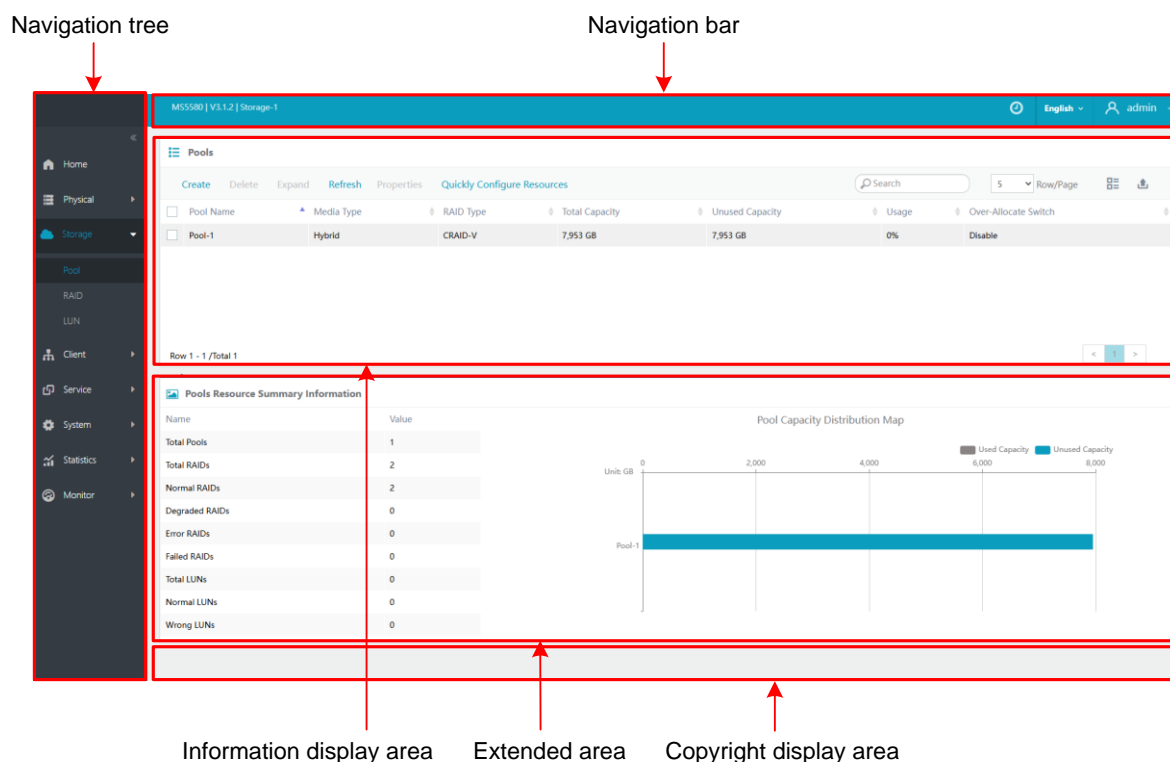 Navigation tree
Navigation bar
MS5580 | V3.1.2 | Storage-1
English
admin
Home
Physical
Storage
Pool
RAID
LUN
Client
Service
System
Statistics
Monitor
Pools
Create Delete Expand Refresh Properties Quickly Configure Resources
Search
5 Row/Page
Pool Name Media Type RAID Type Total Capacity Unused Capacity Usage Over-Allocate Switch
Pool-1 Hybrid CRAID-V 7,953 GB 7,953 GB 0% Disable
Row 1 - 1 /Total 1
< 1 >
Pools Resource Summary Information
Name Value
Total Pools 1
Total RAIDs 2
Normal RAIDs 2
Degraded RAIDs 0
Error RAIDs 0
Failed RAIDs 0
Total LUNs 0
Normal LUNs 0
Wrong LUNs 0
Pool Capacity Distribution Map
Used Capacity Unused Capacity
Unit: GB 0 2,000 4,000 6,000 8,000
Pool-1
Information display area
Extended area
Copyright display area